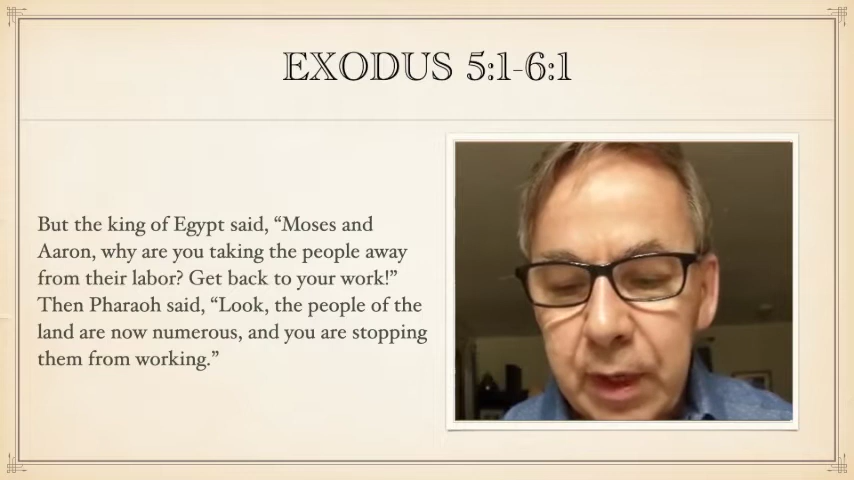 EXODUS 5:1-6:1
But the king of Egypt said, “Moses and
Aaron, why are you taking the people away
from their labor? Get back to your work!”
Then Pharaoh said, “Look, the people of the
land are now numerous, and you are stopping
them from working.”